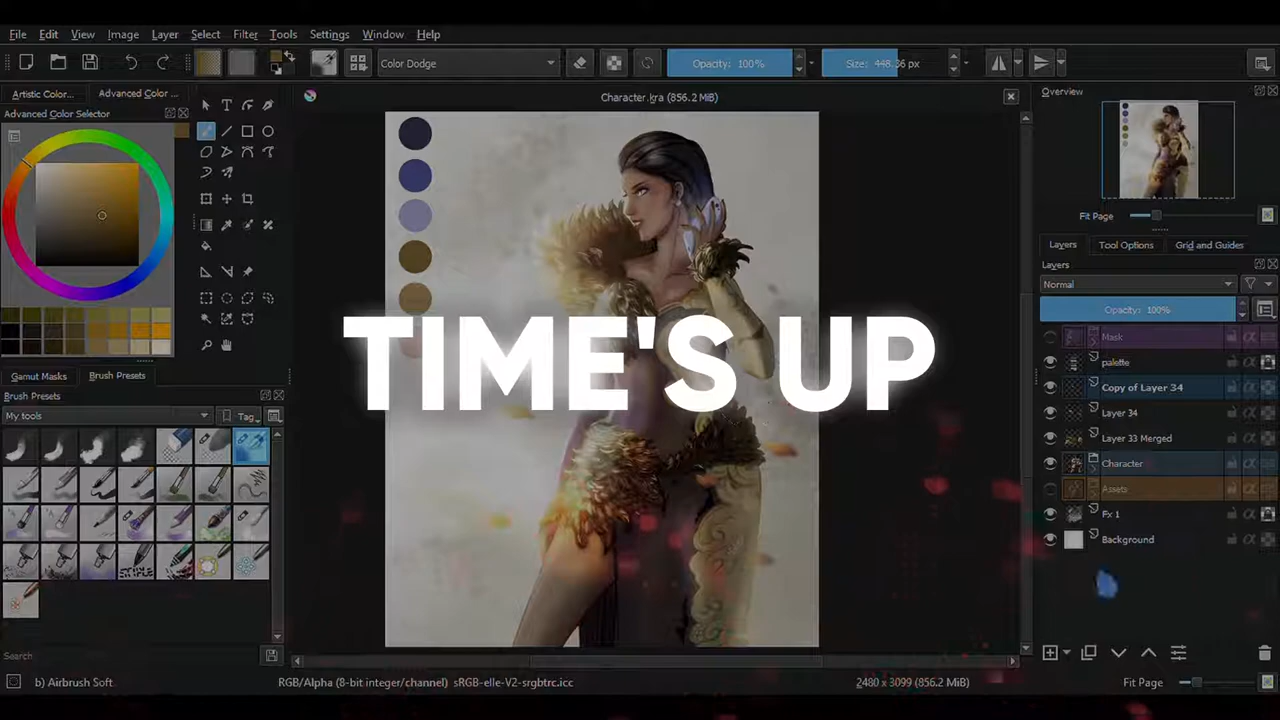 File Edit View Image Layer Select Filter Tools Settings Window Help
Color Dodge
Opacity: 100%
Size: 448.36 px
Artistic Color...
Advanced Color ...
Advanced Color Selector
Character.kra (856.2 MiB)
Overview
Fit Page
Layers
Tool Options
Grid and Guides
Layers
Normal
Opacity: 100%
Mask
palette
Copy of Layer 34
Layer 34
Layer 33 Merged
Character
Assets
Fx 1
Background
TIME'S UP
Gamut Masks
Brush Presets
Brush Presets
My tools
Tag
Search
b) Airbrush Soft
RGB/Alpha (8-bit integer/channel) sRGB-elle-V2-srgbtrc.icc
2480 x 3099 (856.2 MiB)
Fit Page